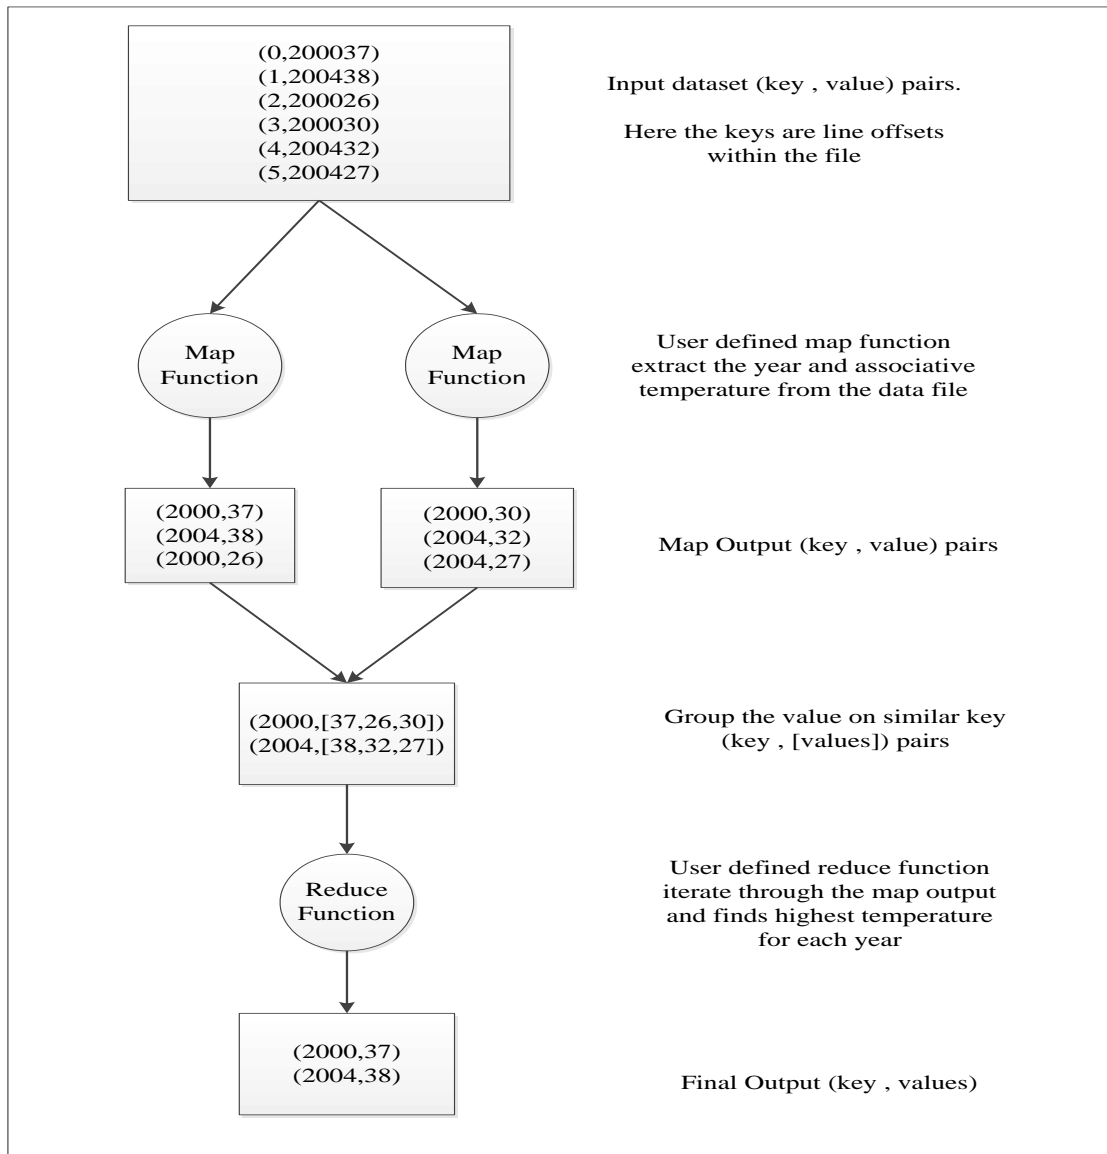 (0,200037)
(1,200438)
(2,200026)
(3,200030)
(4,200432)
(5,200427)
Input dataset (key , value) pairs.
Here the keys are line offsets
within the file
Map
Function
Map
Function
User defined map function
extract the year and associative
temperature from the data file
(2000,37)
(2004,38)
(2000,26)
(2000,30)
(2004,32)
(2004,27)
Map Output (key , value) pairs
(2000,[37,26,30])
(2004,[38,32,27])
Group the value on similar key
(key , [values]) pairs
Reduce
Function
User defined reduce function
iterate through the map output
and finds highest temperature
for each year
(2000,37)
(2004,38)
Final Output (key , values)